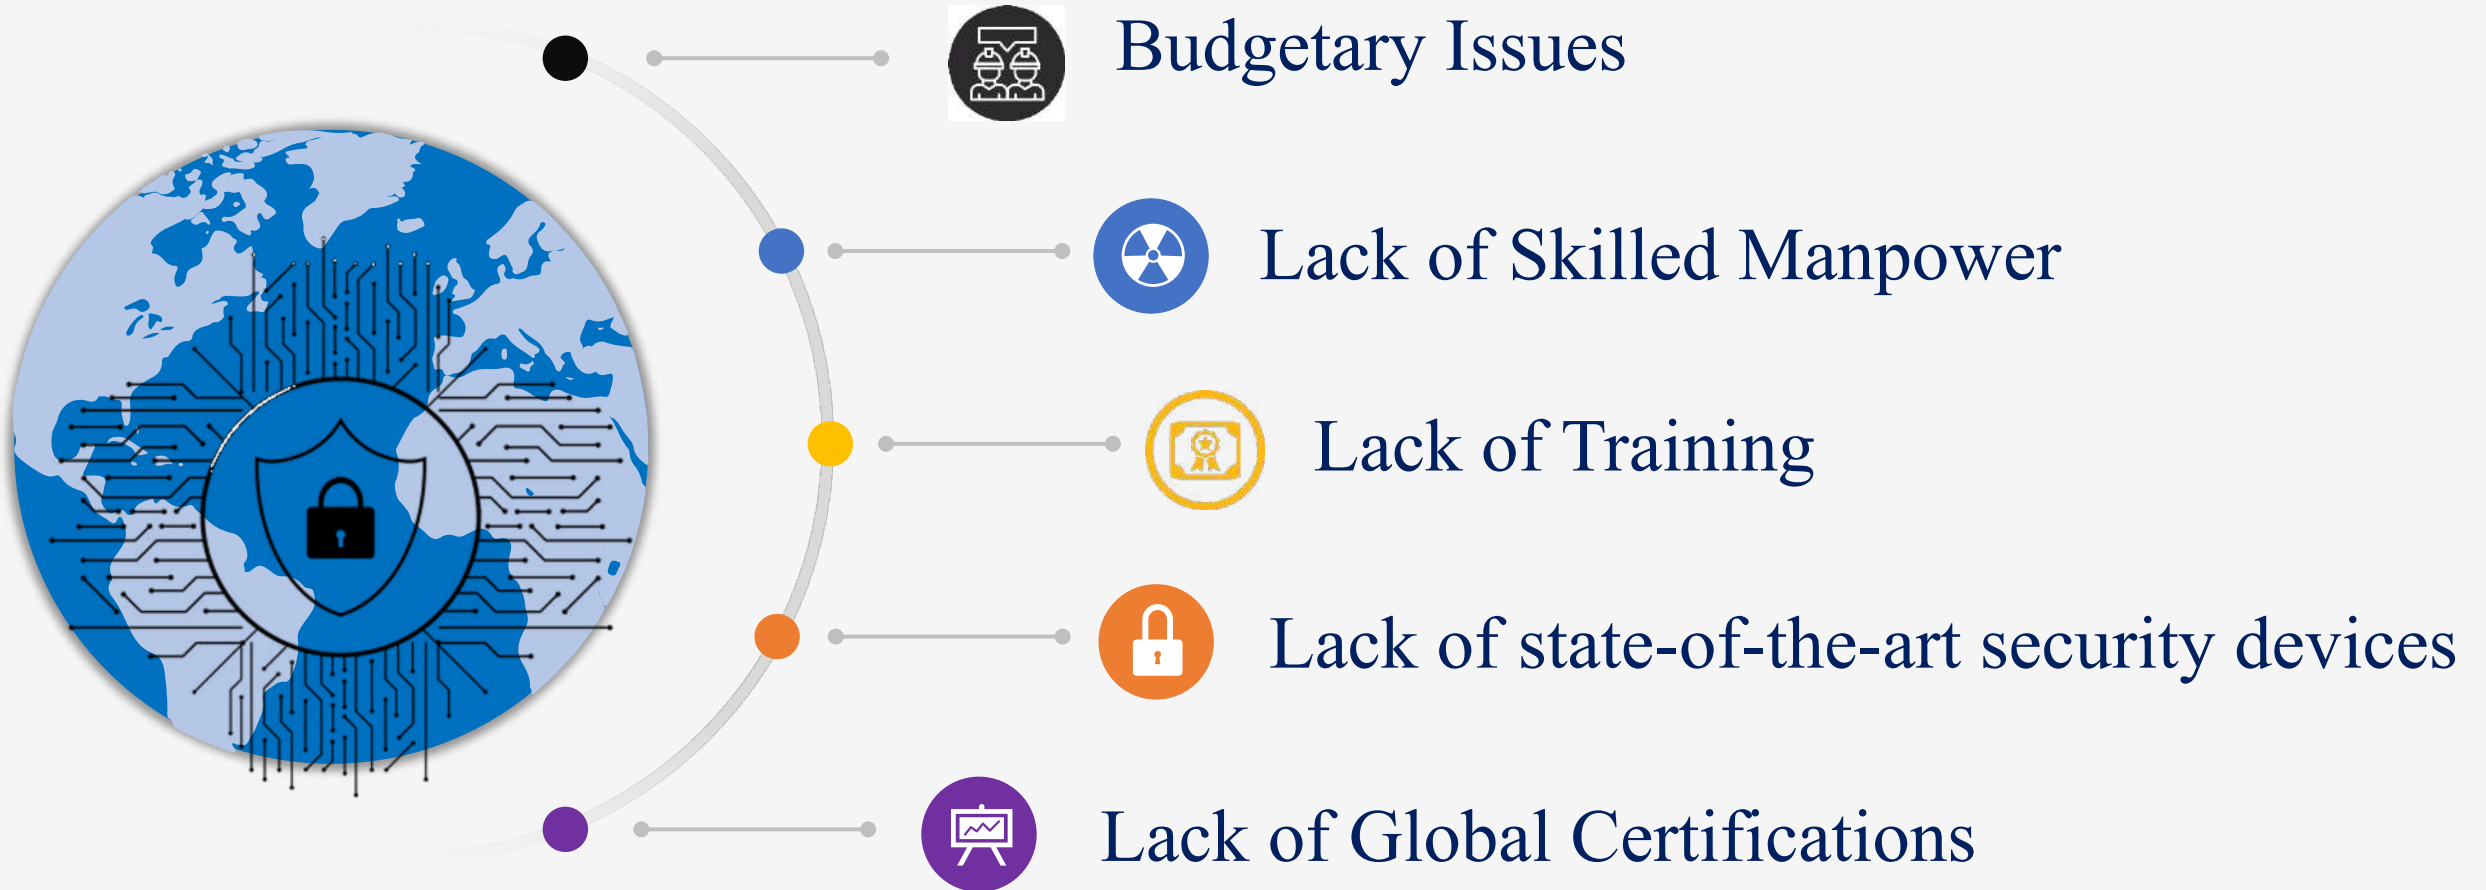 Budgetary Issues
Lack of Skilled Manpower
Lack of Training
Lack of state-of-the-art security devices
Lack of Global Certifications